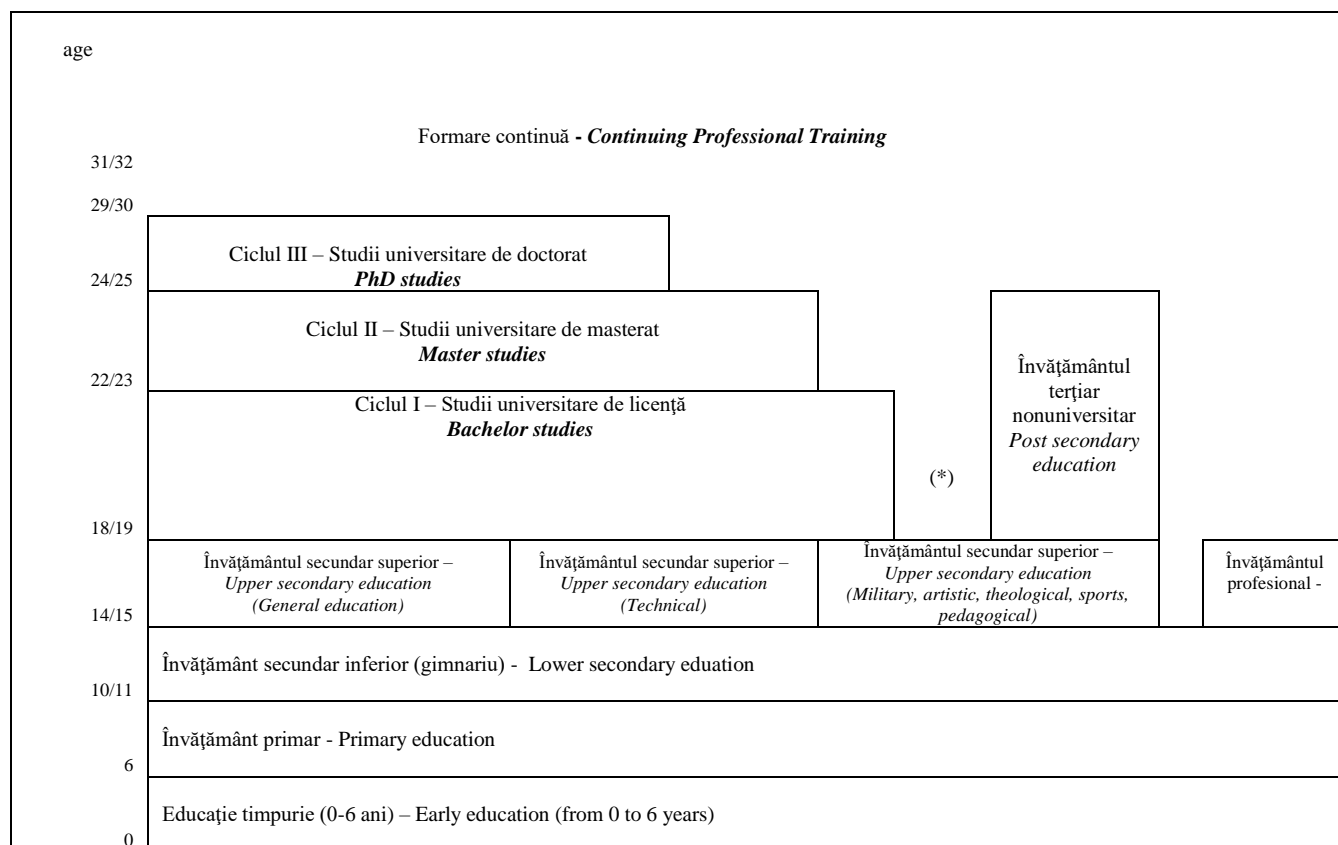 age
Formare continuă - Continuing Professional Training
31/32
29/30
Ciclul III – Studii universitare de doctorat
PhD studies
24/25
Ciclul II – Studii universitare de masterat
Master studies
22/23
Ciclul I – Studii universitare de licenţă
Bachelor studies
(*)
Învăţământul
terţiar
nonuniversitar
Post secondary
education
18/19
Învăţământul secundar superior –
Upper secondary education
(General education)
Învăţământul secundar superior –
Upper secondary education
(Technical)
Învăţământul secundar superior –
Upper secondary education
(Military, artistic, theological, sports,
pedagogical)
Învăţământul
profesional -
14/15
Învăţământ secundar inferior (gimnariu) - Lower secondary eduation
10/11
Învăţământ primar - Primary education
6
Educaţie timpurie (0-6 ani) – Early education (from 0 to 6 years)
0